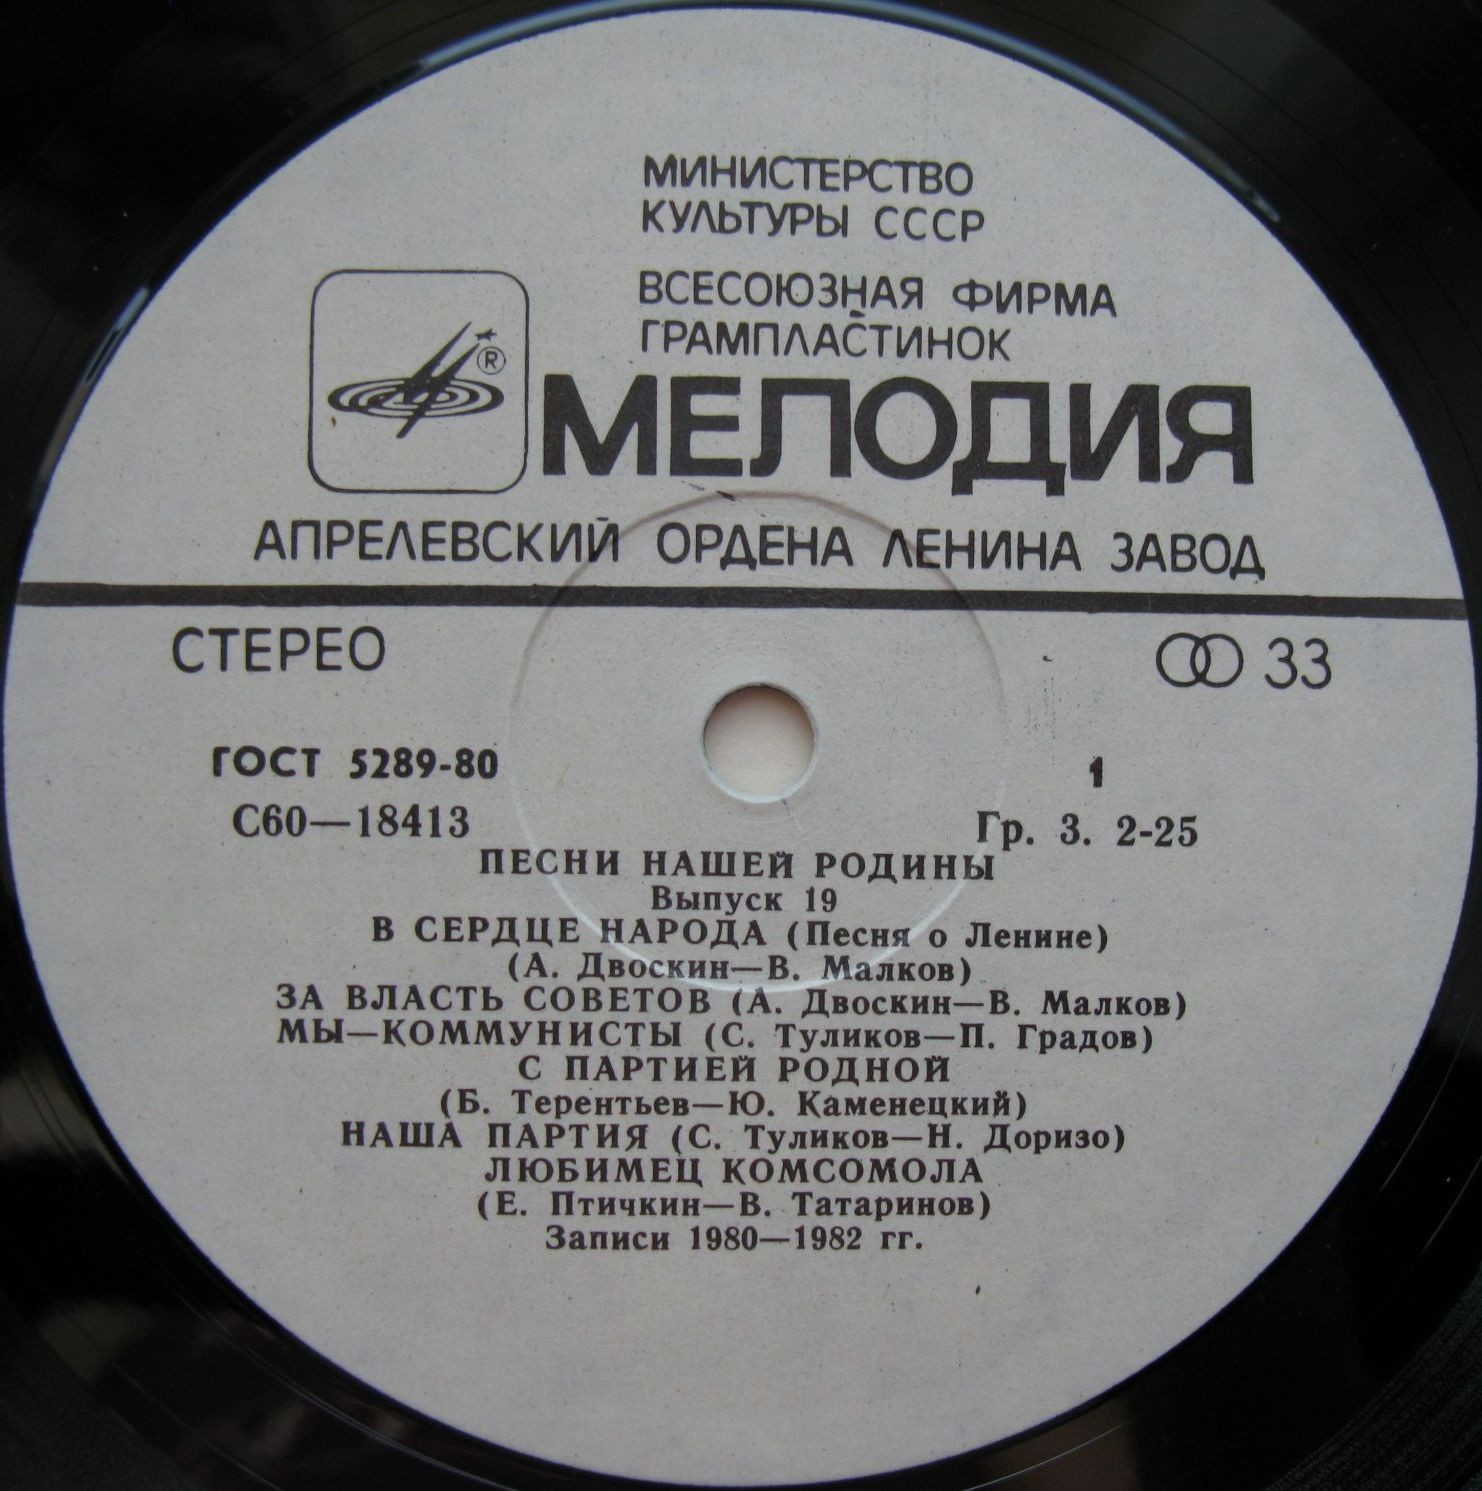 МИНИСТЕРСТВО
КУЛЬТУРЫ СССР
ВСЕСОЮЗНАЯ ФИРМА
ГРАМПЛАСТИНОК
®
МЕЛОДИЯ
АПРЕЛЕВСКИЙ ОРДЕНА ЛЕНИНА ЗАВОД
СТЕРЕО 33
ГОСТ 5289-80 1
С60—18413 Гр. 3. 2-25
ПЕСНИ НАШЕЙ РОДИНЫ
Выпуск 19
В СЕРДЦЕ НАРОДА (Песня о Ленине)
(А. Двоскин—В. Малков)
ЗА ВЛАСТЬ СОВЕТОВ (А. Двоскин—В. Малков)
МЫ—КОММУНИСТЫ (С. Туликов—П. Градов)
С ПАРТИЕЙ РОДНОЙ
(Б. Терентьев—Ю. Каменецкий)
НАША ПАРТИЯ (С. Туликов—Н. Доризо)
ЛЮБИМЕЦ КОМСОМОЛА
(Е. Птичкин—В. Татаринов)
Записи 1980—1982 гг.